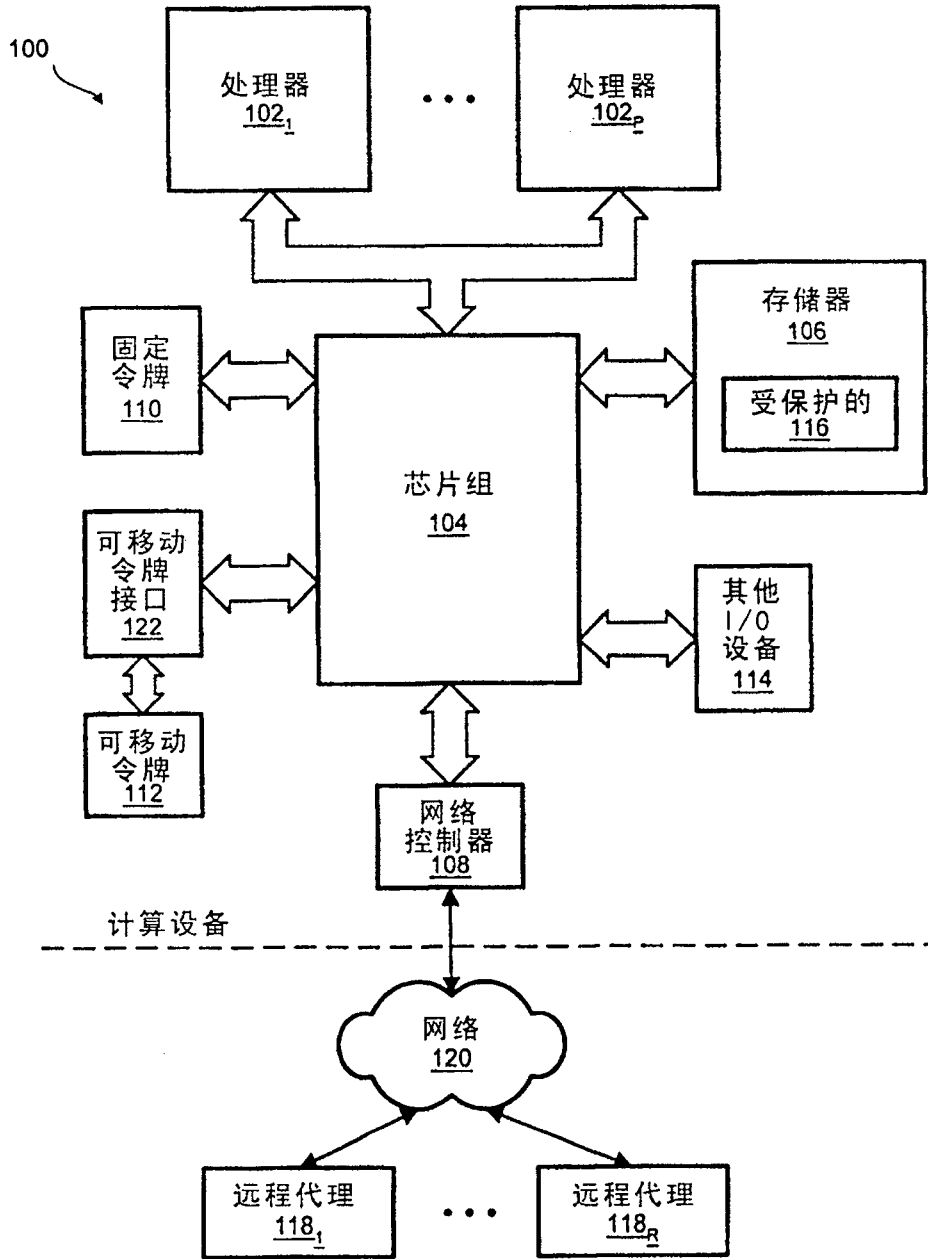 100
处理器
102₁
处理器
102P
存储器
106
受保护的
116
固定
令牌
110
芯片组
104
可移动
令牌
接口
122
其他
I/O
设备
114
可移动
令牌
112
网络
控制器
108
计算设备
网络
120
远程代理
118₁
远程代理
118R